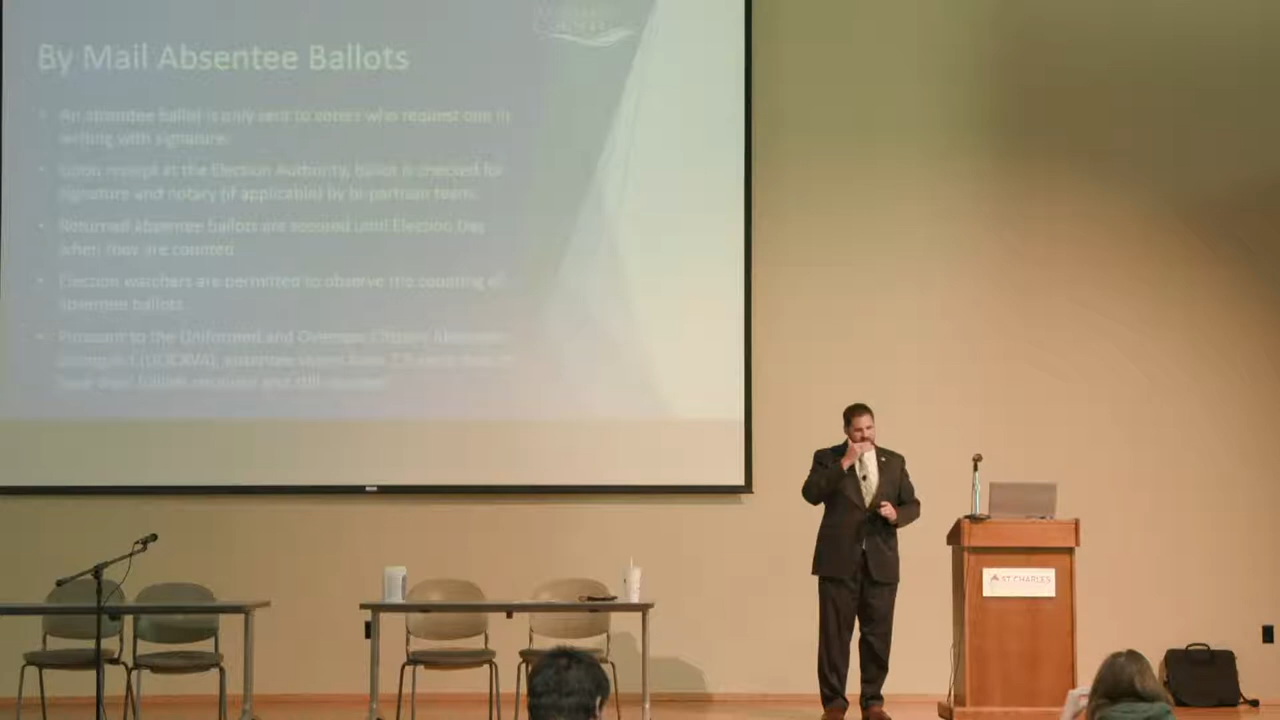 By Mail Absentee Ballots
• An absentee ballot is only sent to voters who request one in
writing with signature.
• Upon receipt at the Election Authority, ballot is checked for
signature and notary (if applicable) by bi-partisan team.
• Returned absentee ballots are secured until Election Day
when they are counted
• Election watchers are permitted to observe the counting of
absentee ballots.
• Pursuant to the Uniformed and Overseas Citizens Absentee
ST CHARLES